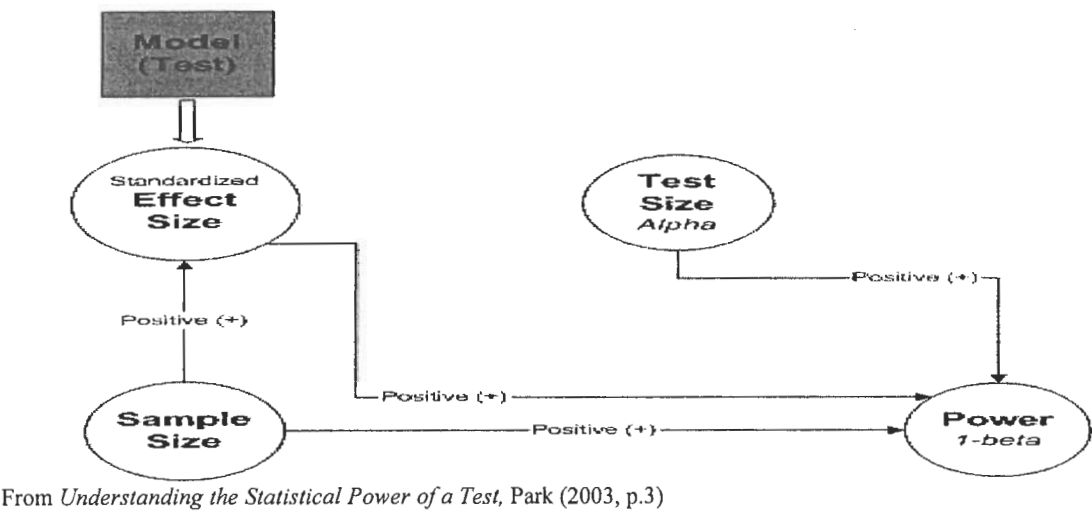 Model
(Test)
Standardized
Effect
Size
Test
Size
Alpha
Positive (+)
Positive (+)
Positive (+)
Sample
Size
Positive (+)
Power
1-beta
From Understanding the Statistical Power of a Test, Park (2003, p.3)